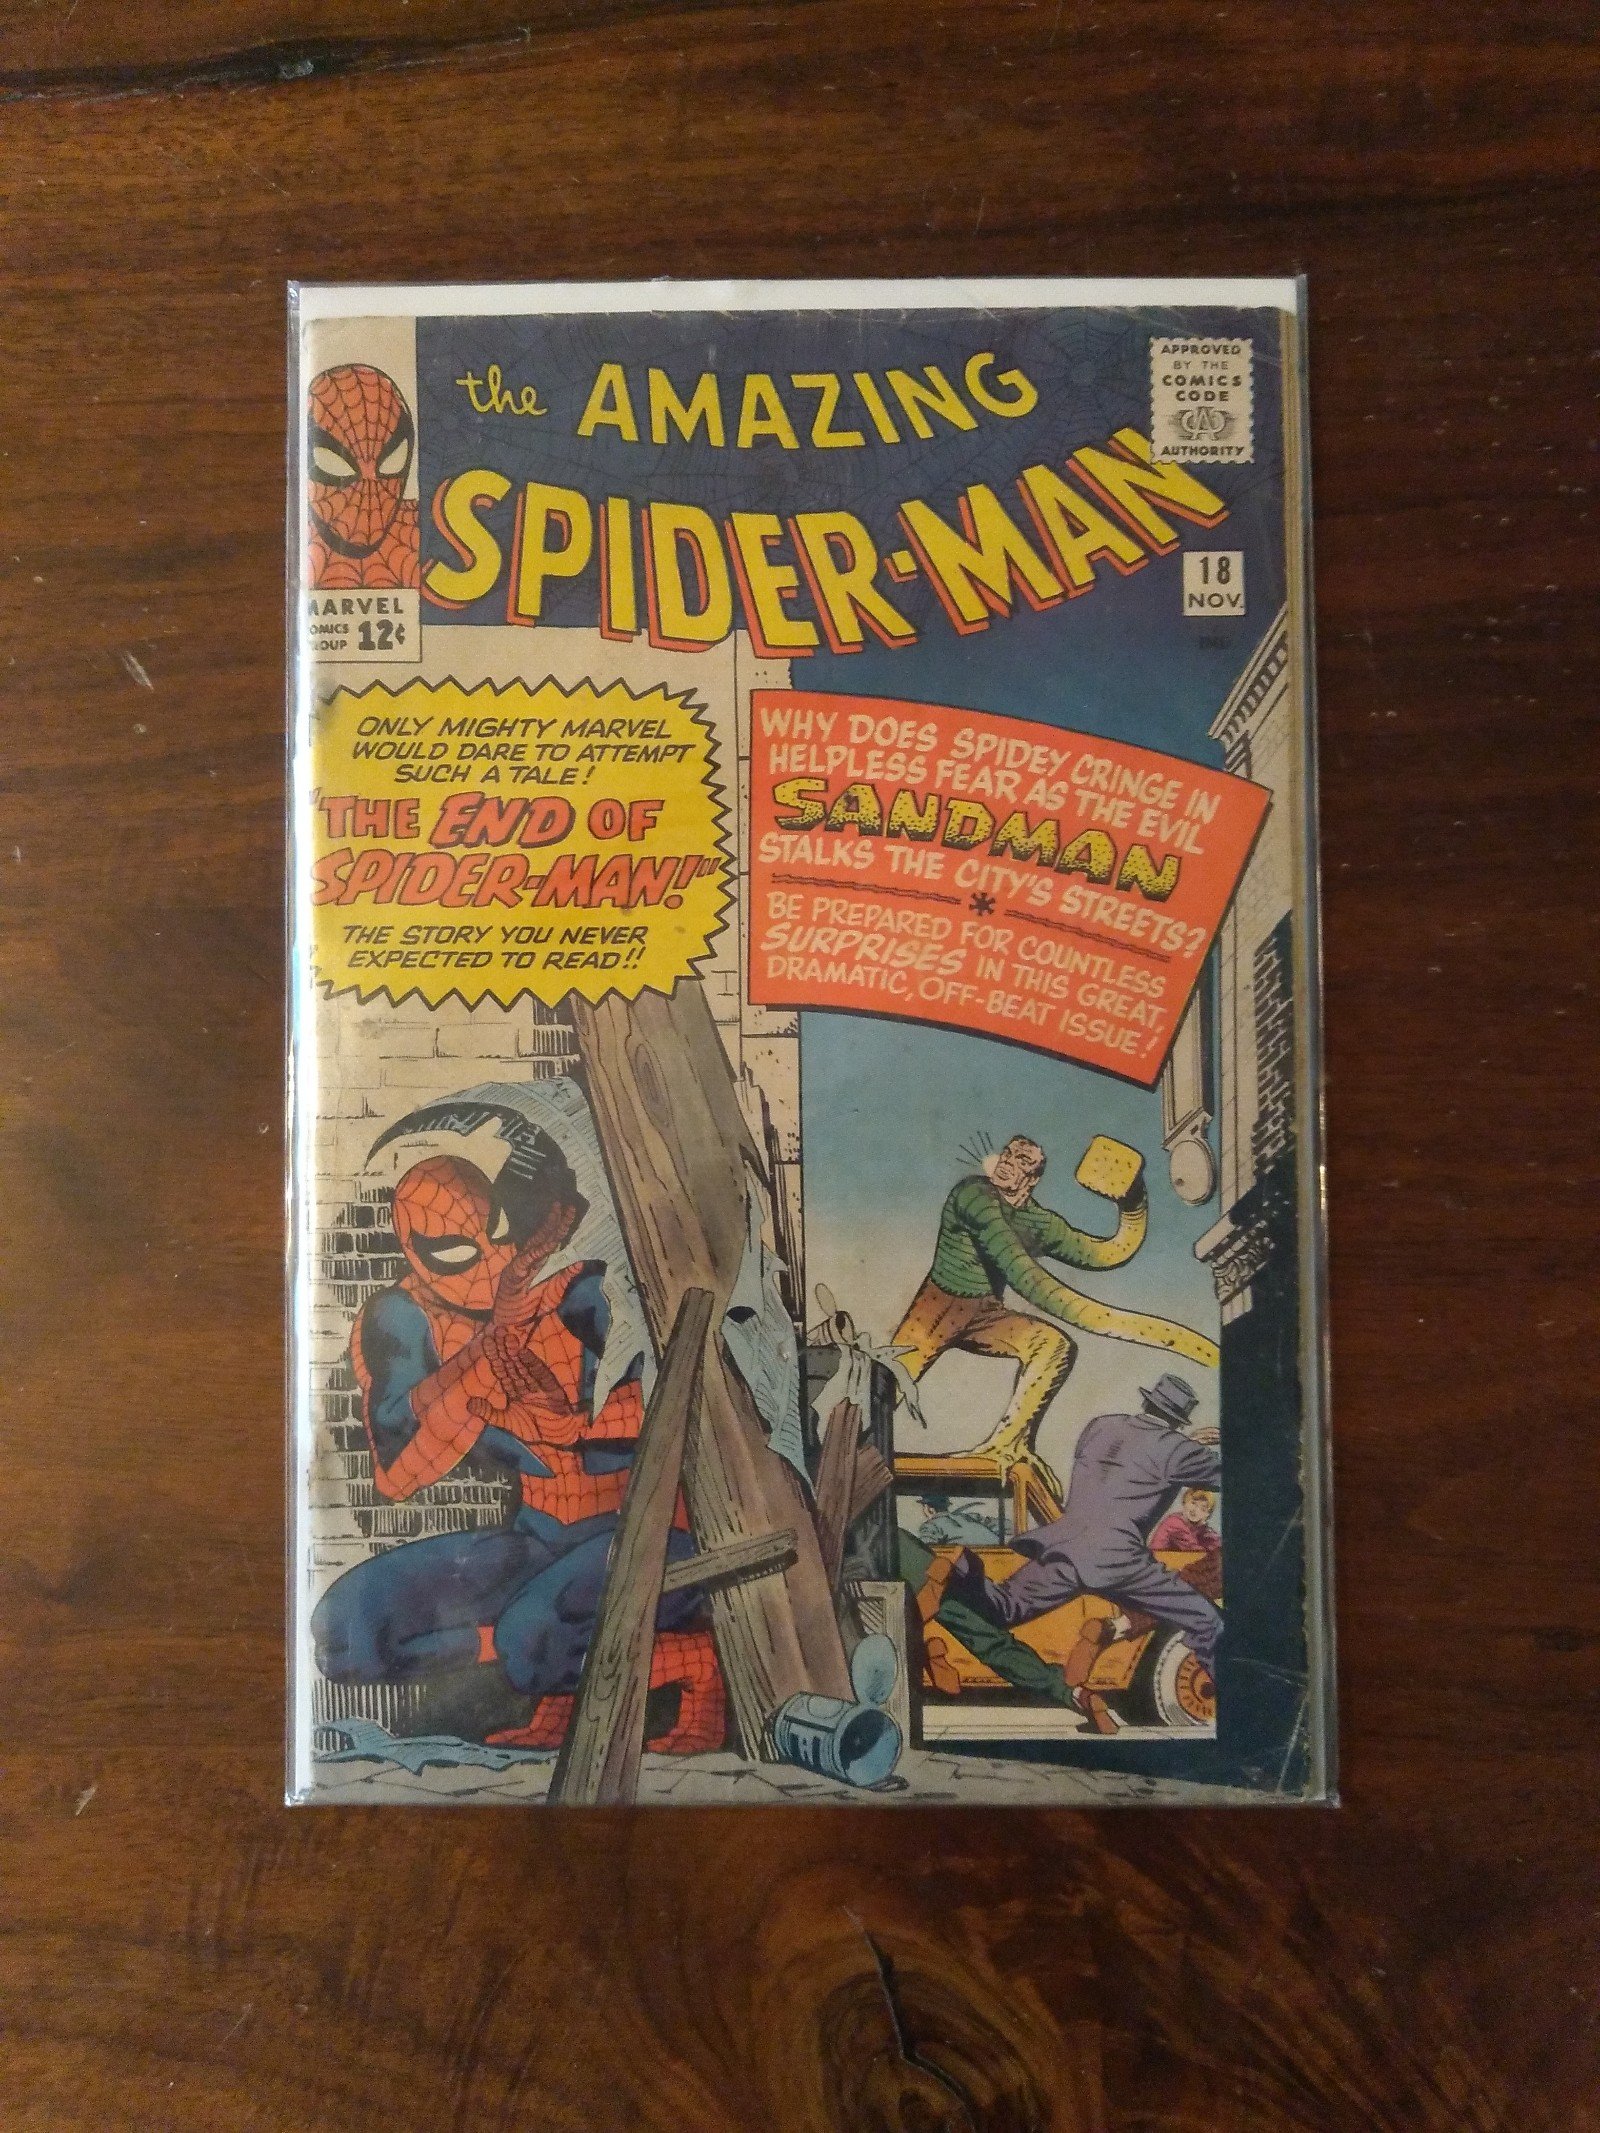 the AMAZING
SPIDER-MAN
APPROVED
BY THE
COMICS
CODE
AUTHORITY
18
NOV.
MARVEL
COMICS
GROUP
12¢
ONLY MIGHTY MARVEL
WOULD DARE TO ATTEMPT
SUCH A TALE!
"THE END OF
SPIDER-MAN!"
THE STORY YOU NEVER
EXPECTED TO READ!!
WHY DOES SPIDEY CRINGE IN
HELPLESS FEAR AS THE EVIL
SANDMAN
STALKS THE CITY'S STREETS?
BE PREPARED FOR COUNTLESS
SURPRISES IN THIS GREAT,
DRAMATIC, OFF-BEAT ISSUE!